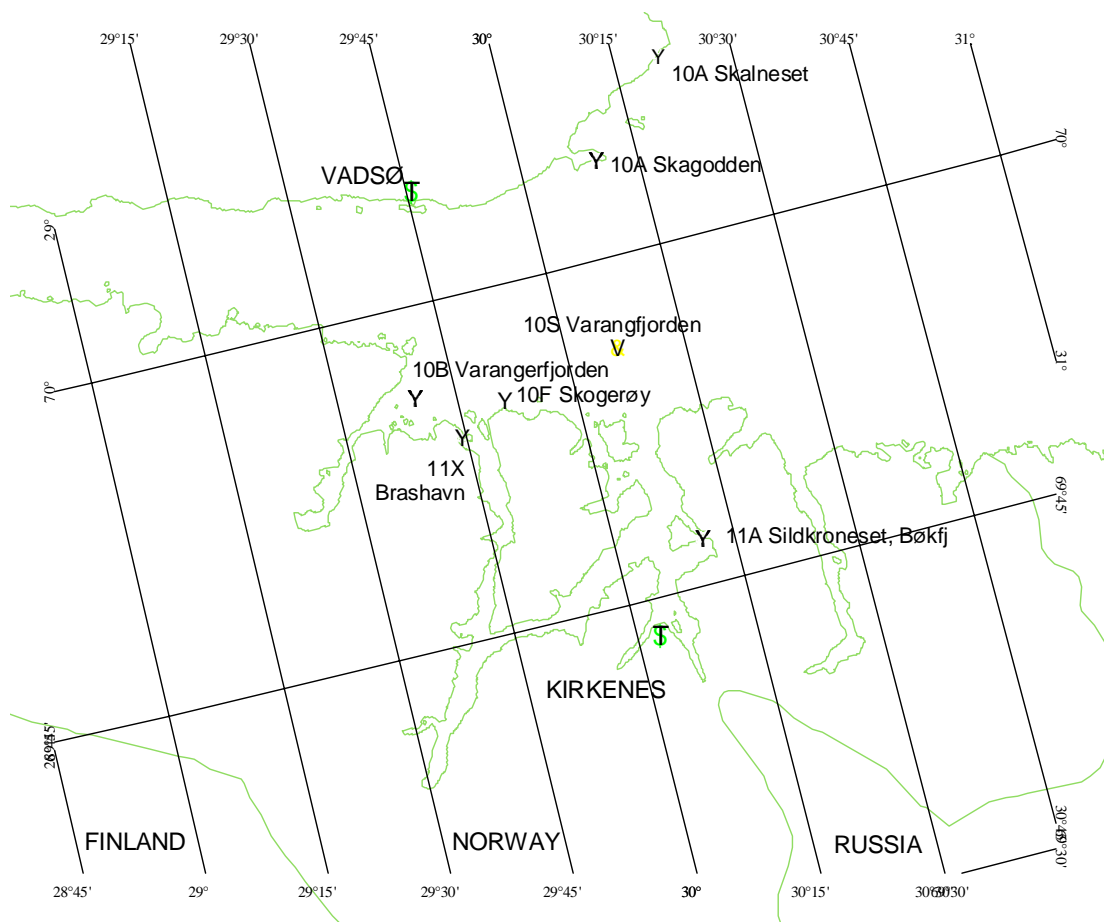 29°15'
29°30'
29°45'
30°
30°15'
30°30'
30°45'
31°
Y
10A Skalneset
70°
Y 10A Skagodden
VADSØ
S
T
29°
10S Varangfjorden
V
31°
10B Varangerfjorden
Y
Y
10F Skogerøy
70°
Y
11X
Brashavn
69°45'
Y
11A Sildkroneset, Bøkfj
S
T
KIRKENES
FINLAND
NORWAY
RUSSIA
30°45'
28°45'
29°
29°15'
29°30'
29°45'
30°
30°15'